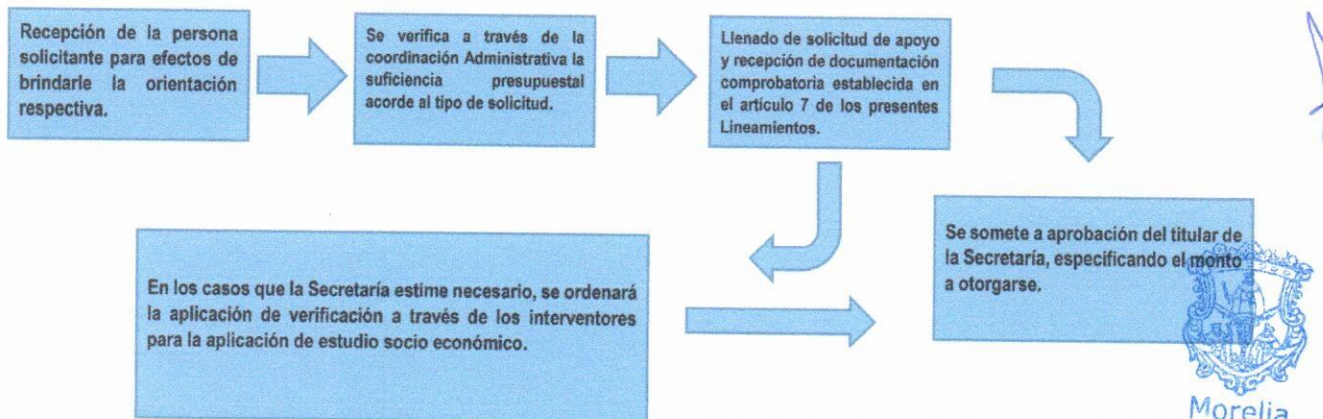 Recepción de la persona
solicitante para efectos de
brindarle la orientación
respectiva.
Se verifica a través de la
coordinación Administrativa la
suficiencia presupuestal
acorde al tipo de solicitud.
Llenado de solicitud de apoyo
y recepción de documentación
comprobatoria establecida en
el artículo 7 de los presentes
Lineamientos.
En los casos que la Secretaría estime necesario, se ordenará
la aplicación de verificación a través de los interventores
para la aplicación de estudio socio económico.
Se somete a aprobación del titular de
la Secretaría, especificando el monto
a otorgarse.
Morelia